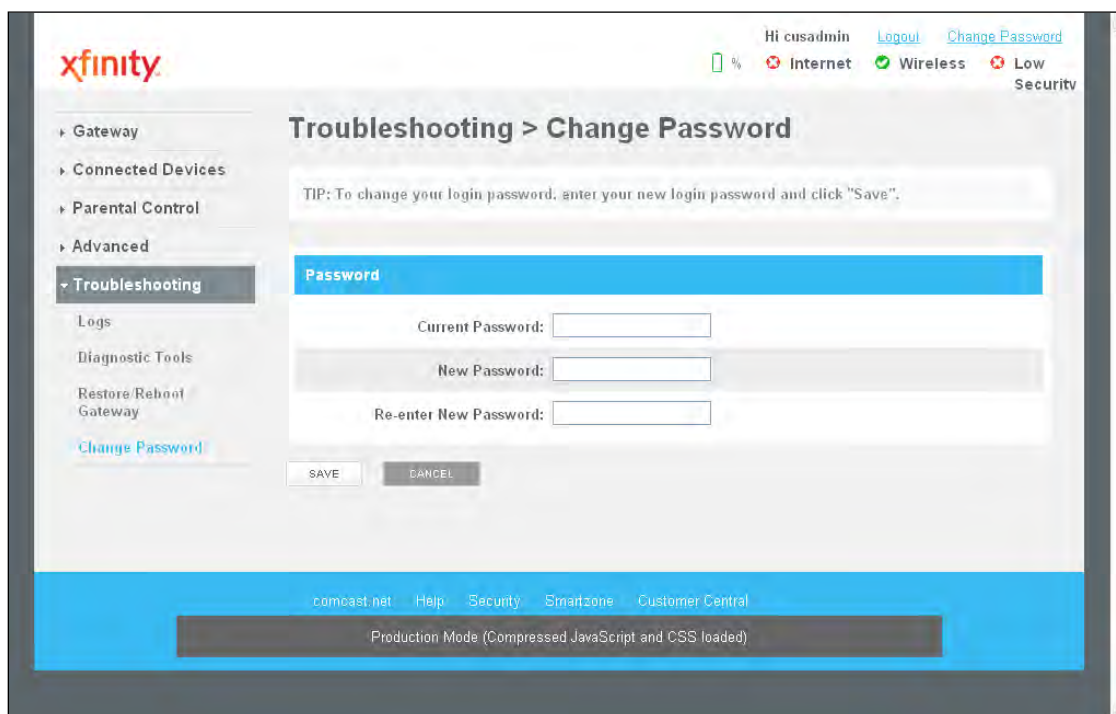 Hi cusadmin Logout Change Password
xfinity
% Internet Wireless Low Security
Gateway
Connected Devices
Parental Control
Advanced
Troubleshooting
Logs
Diagnostic Tools
Restore/Reboot
Gateway
Change Password
Troubleshooting > Change Password
TIP: To change your login password, enter your new login password and click "Save".
Password
Current Password:
New Password:
Re-enter New Password:
SAVE CANCEL
comcast.net Help Security Smartzone Customer Central
Production Mode (Compressed JavaScript and CSS loaded)